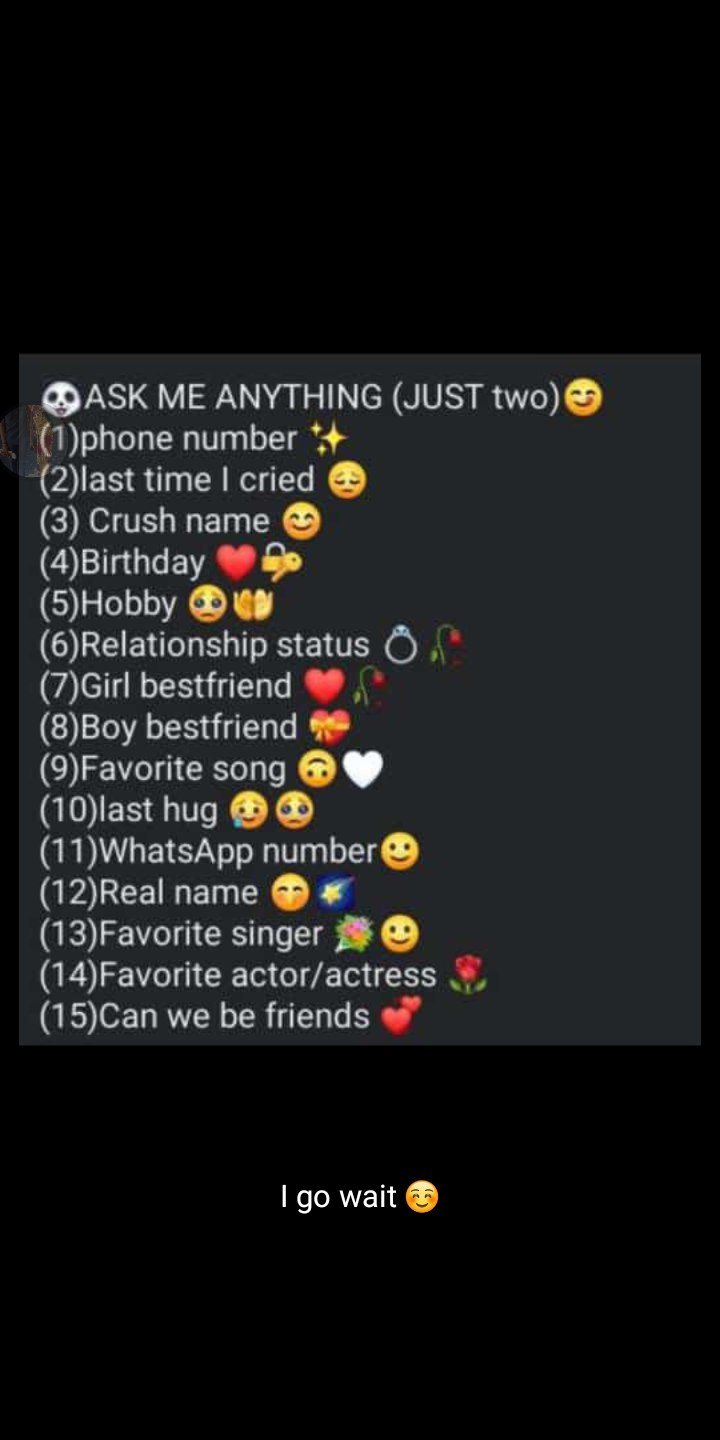 🐼ASK ME ANYTHING (JUST two)😊
(1)phone number ✨
(2)last time I cried 😔
(3) Crush name 😊
(4)Birthday ❤️🔐
(5)Hobby 🥺🤲
(6)Relationship status 💍🥀
(7)Girl bestfriend ❤️🥀
(8)Boy bestfriend 💝
(9)Favorite song 🙃🤍
(10)last hug 🥲🥺
(11)WhatsApp number🙂
(12)Real name 😁🌠
(13)Favorite singer 💐🙂
(14)Favorite actor/actress 🌹
(15)Can we be friends 💕
I go wait ☺️